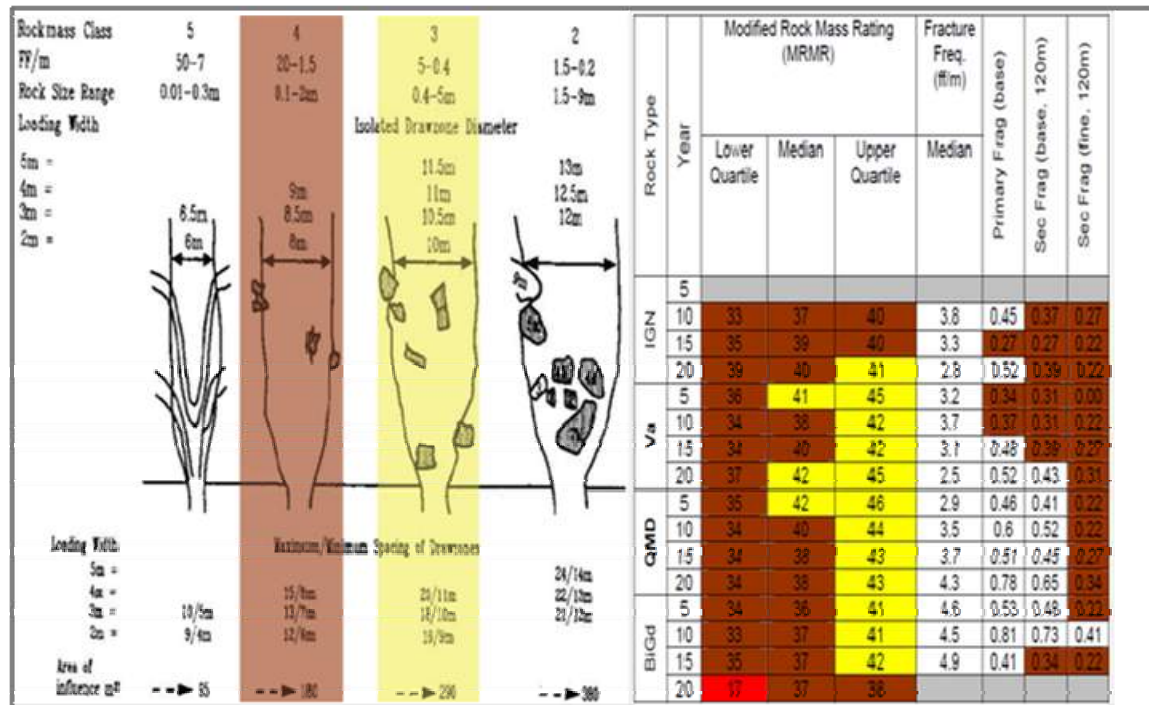 Rockmass Class 5 4 3 2
FF/m 50-7 20-1.5 5-0.4 1.5-0.2
Rock Size Range 0.01-0.3m 0.1-2m 0.4-5m 1.5-9m
Loading Width Isolated Drawzone Diameter
5m = 11.5m 13m
4m = 9m 11m 12.5m
3m = 6.5m 8.5m 10.5m 12m
2m = 6m 8m 10m
Loading Width Maximum/Minimum Spacing of Drawzones
5m = 24/14m
4m = 15/8m 20/11m 22/13m
3m = 10/5m 13/7m 18/10m 21/12m
2m = 9/4m 12/6m 16/9m
Area of
influence m² 95 180 290 380
Rock Type Year Modified Rock Mass Rating (MRMR) Fracture Freq. (ff/m) Primary Frag (base) Sec Frag (base, 120m) Sec Frag (fine, 120m)
Lower Quartile Median Upper Quartile Median
IGN 5
10 33 37 40 3.8 0.45 0.37 0.27
15 35 39 40 3.3 0.27 0.27 0.22
20 39 40 41 2.8 0.52 0.39 0.22
Va 5 36 41 45 3.2 0.34 0.31 0.00
10 34 38 42 3.7 0.37 0.31 0.22
15 34 40 42 3.1 0.48 0.39 0.27
20 37 42 45 2.5 0.52 0.43 0.31
QMD 5 35 42 46 2.9 0.46 0.41 0.22
10 34 40 44 3.5 0.6 0.52 0.22
15 34 38 43 3.7 0.51 0.45 0.27
20 34 38 43 4.3 0.78 0.65 0.34
BiGd 5 34 36 41 4.6 0.53 0.48 0.22
10 33 37 41 4.5 0.81 0.73 0.41
15 35 37 42 4.9 0.41 0.34 0.22
20 17 37 38